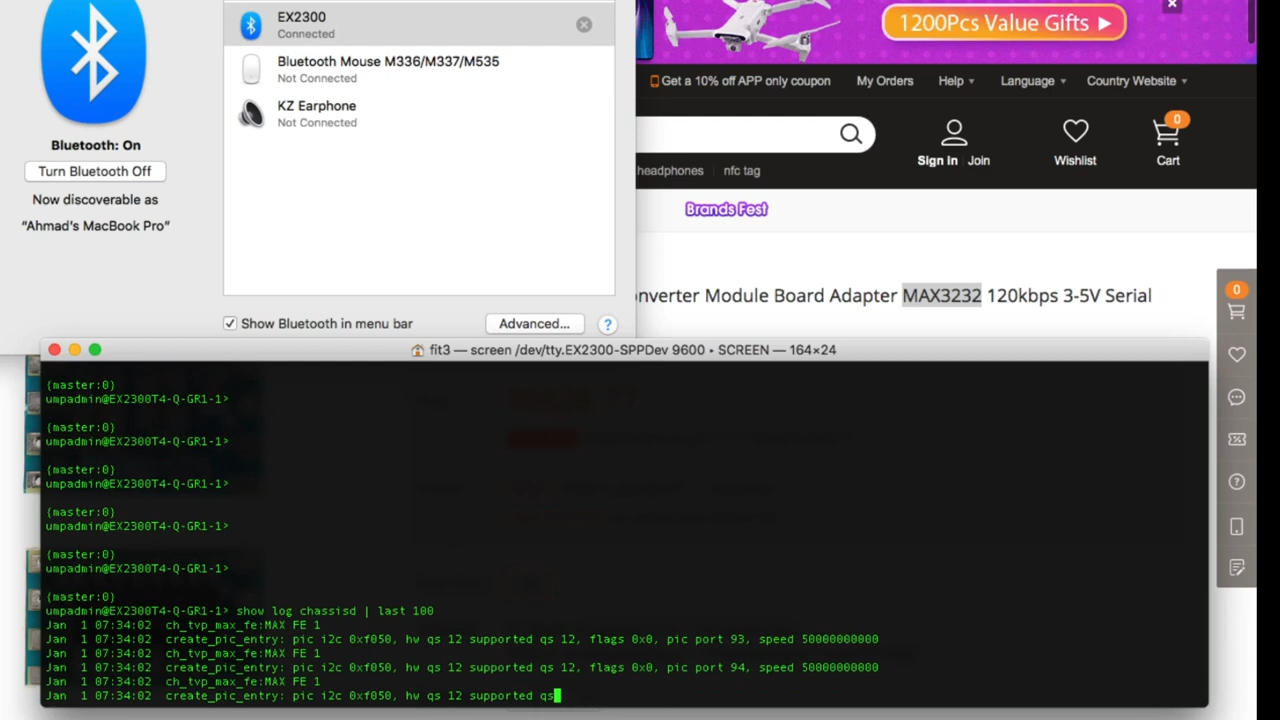 EX2300
Connected
Bluetooth Mouse M336/M337/M535
Not Connected
KZ Earphone
Not Connected
Bluetooth: On
Turn Bluetooth Off
Now discoverable as
“Ahmad's MacBook Pro”
Show Bluetooth in menu bar
Advanced...
?
1200Pcs Value Gifts
Get a 10% off APP only coupon My Orders Help Language Country Website
0
Sign In Join Wishlist Cart
headphones nfc tag
Brands Fest
nverter Module Board Adapter MAX3232 120kbps 3-5V Serial
0
fit3 — screen /dev/tty.EX2300-SPPDev 9600 • SCREEN — 164×24
{master:0}
umpadmin@EX2300T4-Q-GR1-1>
{master:0}
umpadmin@EX2300T4-Q-GR1-1>
{master:0}
umpadmin@EX2300T4-Q-GR1-1>
{master:0}
umpadmin@EX2300T4-Q-GR1-1>
{master:0}
umpadmin@EX2300T4-Q-GR1-1>
{master:0}
umpadmin@EX2300T4-Q-GR1-1> show log chassisd | last 100
Jan 1 07:34:02 ch_tvp_max_fe:MAX FE 1
Jan 1 07:34:02 create_pic_entry: pic i2c 0xf050, hw qs 12 supported qs 12, flags 0x0, pic port 93, speed 50000000000
Jan 1 07:34:02 ch_tvp_max_fe:MAX FE 1
Jan 1 07:34:02 create_pic_entry: pic i2c 0xf050, hw qs 12 supported qs 12, flags 0x0, pic port 94, speed 50000000000
Jan 1 07:34:02 ch_tvp_max_fe:MAX FE 1
Jan 1 07:34:02 create_pic_entry: pic i2c 0xf050, hw qs 12 supported qs